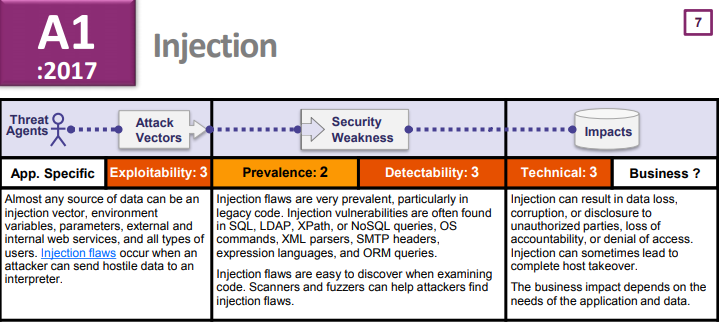 A1
:2017
Injection
7
Threat
Agents
Attack
Vectors
Security
Weakness
Impacts
App. Specific
Exploitability: 3
Prevalence: 2
Detectability: 3
Technical: 3
Business ?
Almost any source of data can be an
injection vector, environment
variables, parameters, external and
internal web services, and all types of
users. Injection flaws occur when an
attacker can send hostile data to an
interpreter.
Injection flaws are very prevalent, particularly in
legacy code. Injection vulnerabilities are often found
in SQL, LDAP, XPath, or NoSQL queries, OS
commands, XML parsers, SMTP headers,
expression languages, and ORM queries.
Injection flaws are easy to discover when examining
code. Scanners and fuzzers can help attackers find
injection flaws.
Injection can result in data loss,
corruption, or disclosure to
unauthorized parties, loss of
accountability, or denial of access.
Injection can sometimes lead to
complete host takeover.
The business impact depends on the
needs of the application and data.